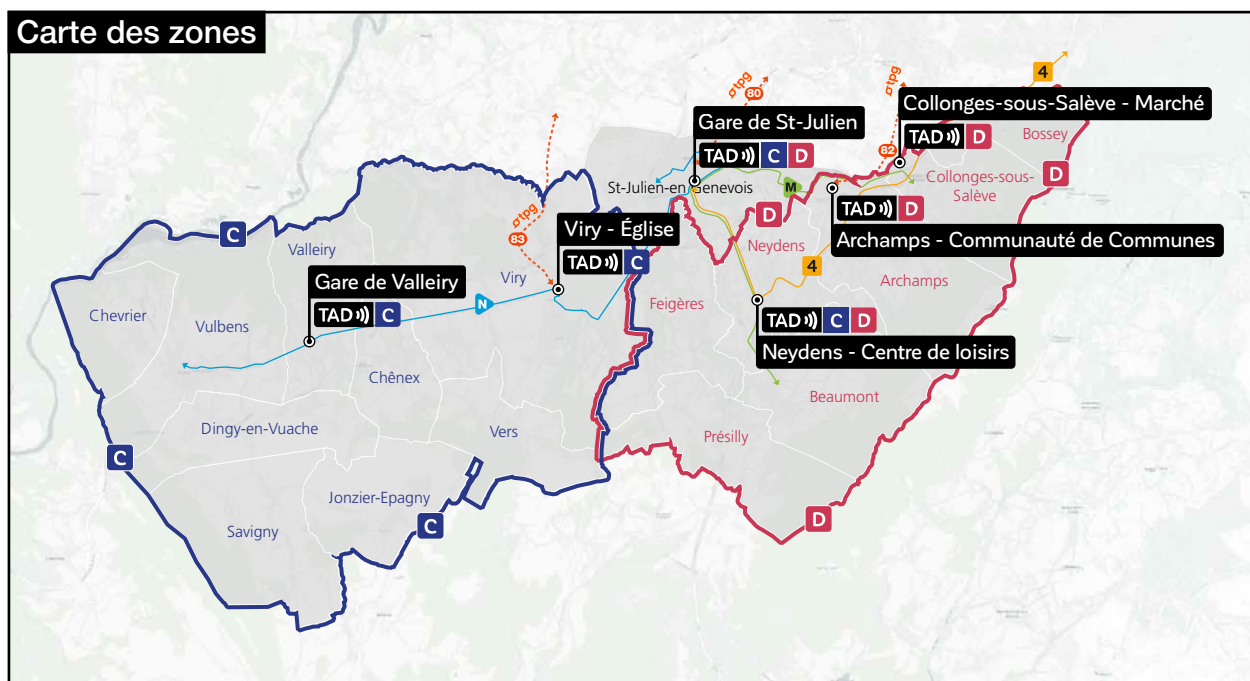 Carte des zones
4
tpg
80
tpg
82
Collonges-sous-Salève - Marché
TAD D
Bossey
Gare de St-Julien
TAD C D
D
Collonges-sous-
Salève
St-Julien-en-Genevois
M
TAD D
Archamps - Communauté de Communes
tpg
83
C
Viry - Église
TAD C
D
Neydens
4
Valleiry
Gare de Valleiry
TAD C
Viry
N
Feigères
Archamps
TAD C D
Neydens - Centre de loisirs
Chevrier
Vulbens
Chênex
Beaumont
Dingy-en-Vuache
Vers
Présilly
C
Jonzier-Epagny
C
Savigny
D